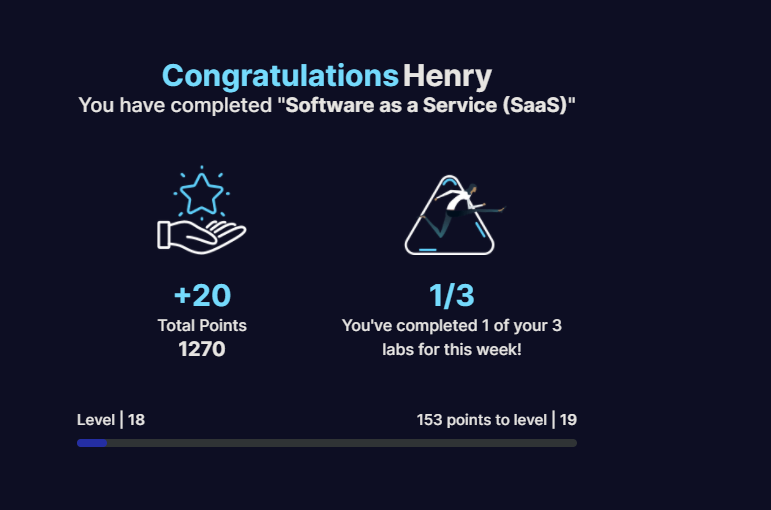 Congratulations Henry
You have completed "Software as a Service (SaaS)"
+20
Total Points
1270
1/3
You've completed 1 of your 3
labs for this week!
Level | 18
153 points to level | 19